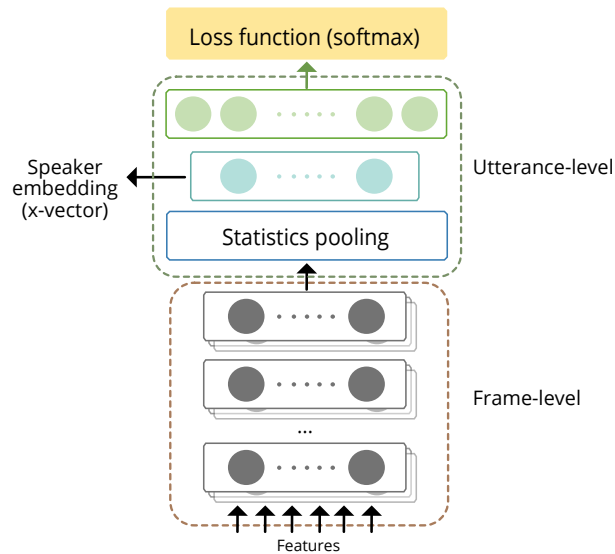 Loss function (softmax)
Speaker
embedding
(x-vector)
Utterance-level
Statistics pooling
Frame-level
...
Features